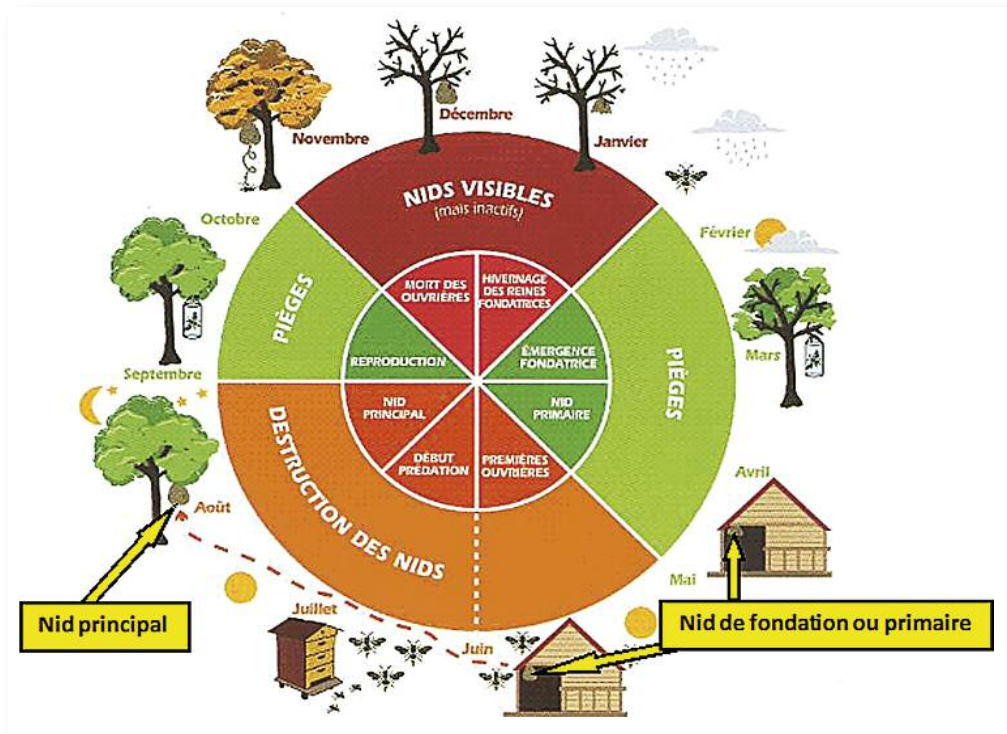 Décembre
Novembre
Janvier
NIDS VISIBLES
(mais inactifs)
Octobre
Février
PIÈGES
MORT DES
OUVRIÈRES
HIVERNAGE
DES REINES
FONDATRICES
PIÈGES
REPRODUCTION
ÉMERGENCE
FONDATRICE
Mars
Septembre
NID
PRINCIPAL
NID
PRIMAIRE
DÉBUT
PRÉDATION
PREMIÈRES
OUVRIÈRES
DESTRUCTION DES NIDS
Avril
Août
Mai
Nid principal
Juillet
Juin
Nid de fondation ou primaire